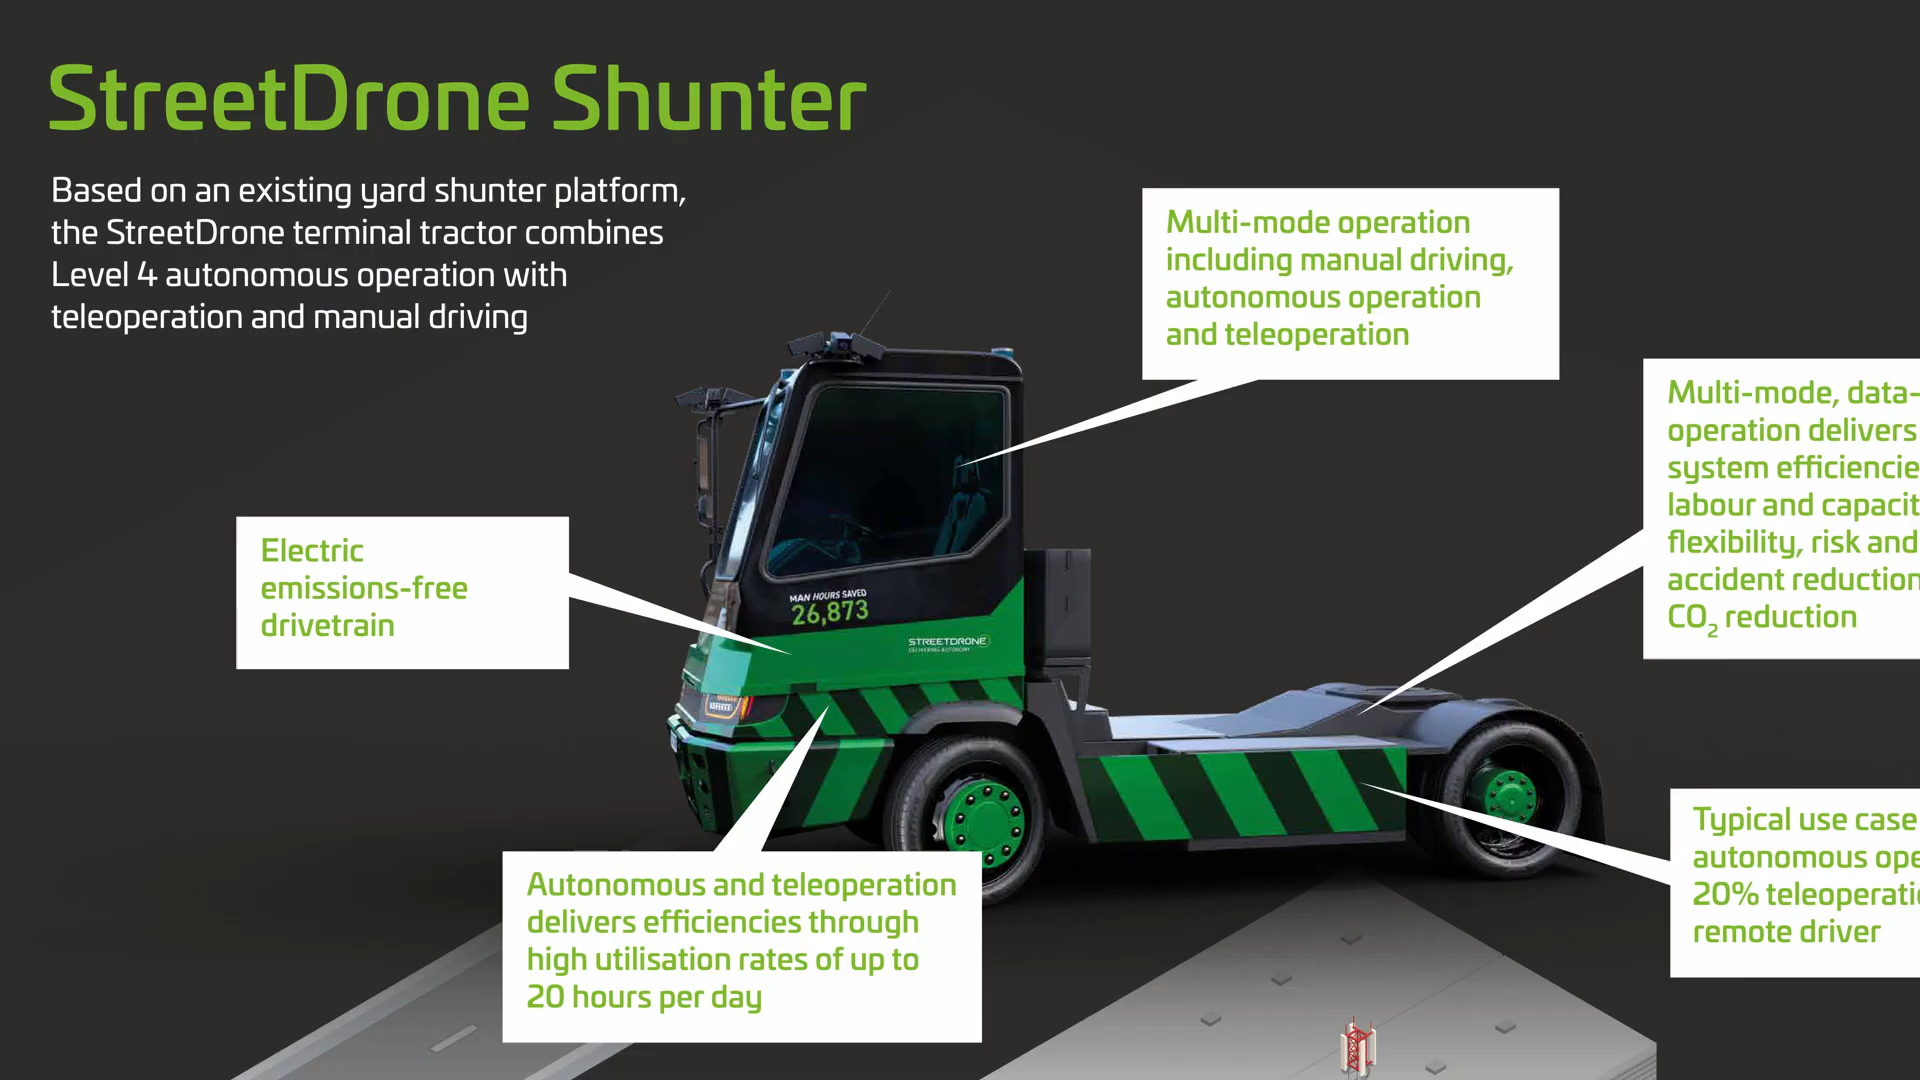 StreetDrone Shunter
Based on an existing yard shunter platform,
the StreetDrone terminal tractor combines
Level 4 autonomous operation with
teleoperation and manual driving
Multi-mode operation
including manual driving,
autonomous operation
and teleoperation
Multi-mode, data-
operation delivers
system efficiencie
labour and capacit
flexibility, risk and
accident reduction
CO₂ reduction
Electric
emissions-free
drivetrain
MAN HOURS SAVED
26,873
STREETDRONE
DELIVERING AUTONOMY
Typical use case
autonomous ope
20% teleoperati
remote driver
Autonomous and teleoperation
delivers efficiencies through
high utilisation rates of up to
20 hours per day